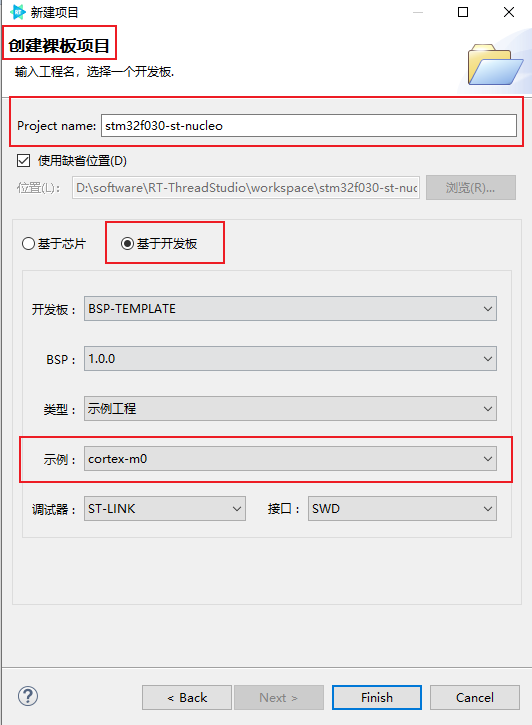 新建项目
创建裸板项目
输入工程名，选择一个开发板.
Project name: stm32f030-st-nucleo
使用缺省位置(D)
位置(L): D:\software\RT-ThreadStudio\workspace\stm32f030-st-nuc 浏览(R)...
基于芯片 基于开发板
开发板： BSP-TEMPLATE
BSP： 1.0.0
类型： 示例工程
示例： cortex-m0
调试器： ST-LINK 接口： SWD
? < Back Next > Finish Cancel